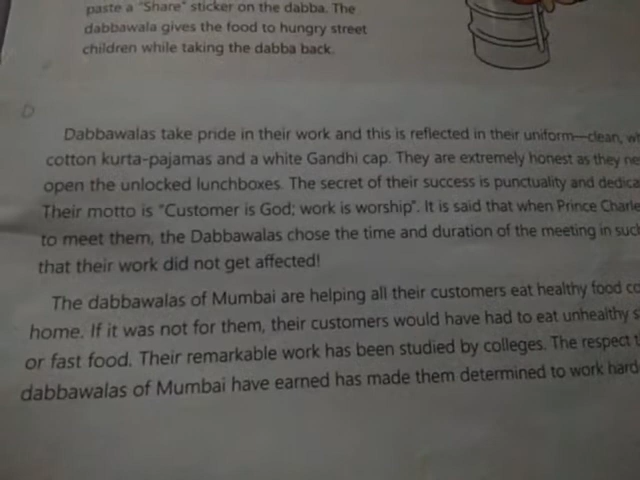 paste a "Share" sticker on the dabba. The
dabbawala gives the food to hungry street
children while taking the dabba back.
D
Dabbawalas take pride in their work and this is reflected in their uniform—clean,
cotton kurta-pajamas and a white Gandhi cap. They are extremely honest as they
open the unlocked lunchboxes. The secret of their success is punctuality and
Their motto is "Customer is God; work is worship". It is said that when Prince
to meet them, the Dabbawalas chose the time and duration of the meeting in such
that their work did not get affected!
The dabbawalas of Mumbai are helping all their customers eat healthy food
home. If it was not for them, their customers would have had to eat unhealthy
or fast food. Their remarkable work has been studied by colleges. The respect
dabbawalas of Mumbai have earned has made them determined to work